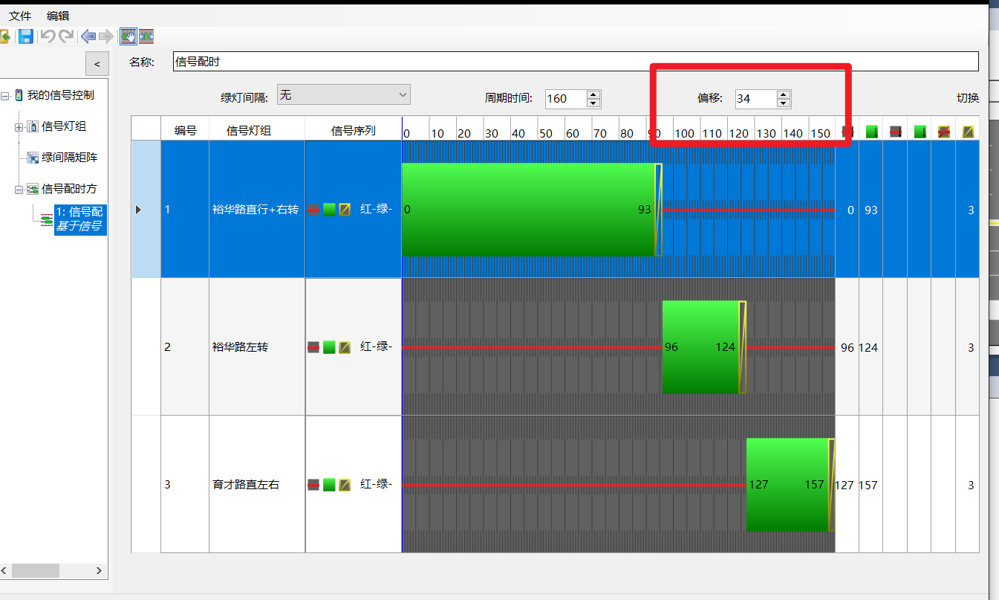 文件 编辑
<
名称: 信号配时
绿灯间隔: 无 周期时间: 160 偏移: 34 切换
我的信号控制
信号灯组
绿间隔矩阵
信号配时方
1: 信号配
基于信号
编号 信号灯组 信号序列 0 10 20 30 40 50 60 70 80 90 100 110 120 130 140 150
1 裕华路直行+右转 红-绿- 0 93 0 93 3
2 裕华路左转 红-绿- 96 124 96 124 3
3 育才路直左右 红-绿- 127 157 127 157 3